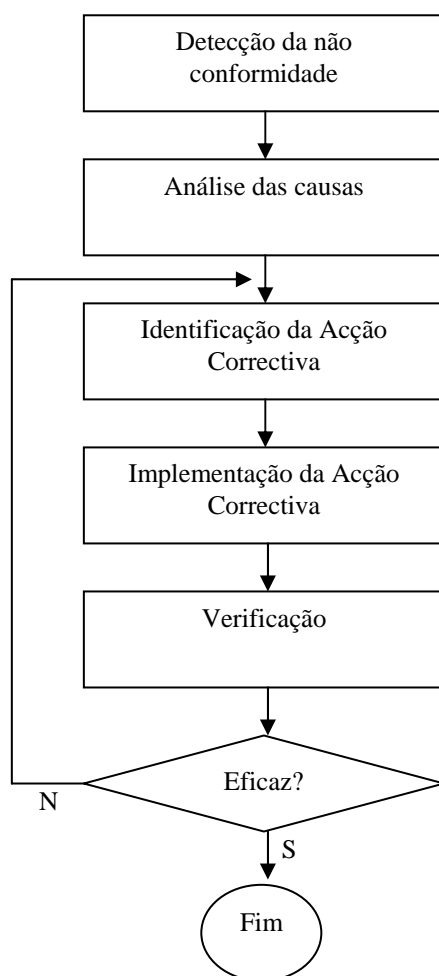 Detecção da não
conformidade
Análise das causas
Identificação da Acção
Correctiva
Implementação da Acção
Correctiva
Verificação
Eficaz?
N
S
Fim